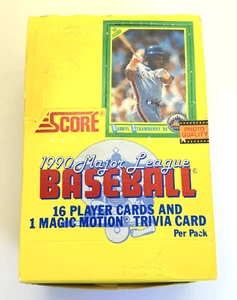 SCORE
DARRYL STRAWBERRY RF
PHOTO
QUALITY
1990 Major League
BASEBALL
16 PLAYER CARDS AND
1 MAGIC MOTION TRIVIA CARD
Per Pack